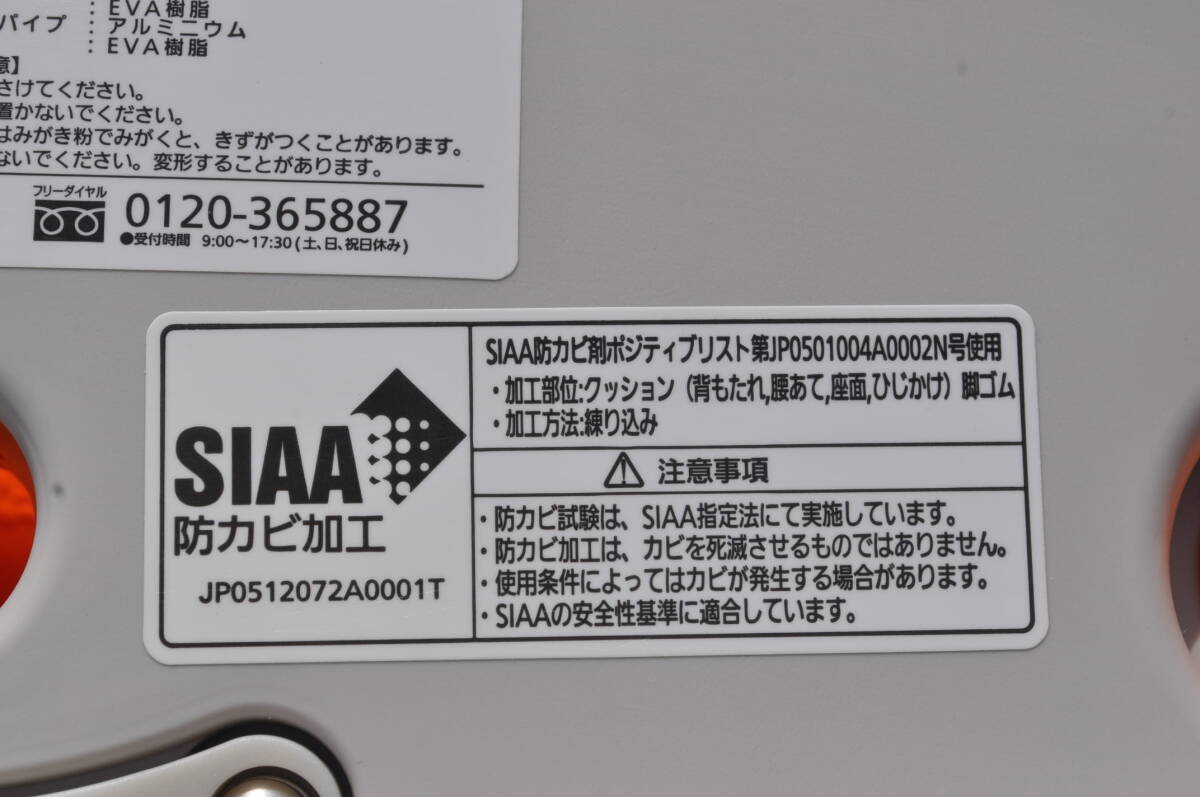 : EVA樹脂
パイプ : アルミニウム
: EVA樹脂
意】
さけてください。
置かないでください。
はみがき粉でみがくと、きずがつくことがあります。
ないでください。変形することがあります。
フリーダイヤル
0120-365887
●受付時間 9:00〜17:30(土、日、祝日休み)
SIAA
防カビ加工
JP0512072A0001T
SIAA防カビ剤ポジティブリスト第JP0501004A0002N号使用
・加工部位:クッション（背もたれ,腰あて,座面,ひじかけ）脚ゴム
・加工方法:練り込み
⚠ 注意事項
・防カビ試験は、SIAA指定法にて実施しています。
・防カビ加工は、カビを死滅させるものではありません。
・使用条件によってはカビが発生する場合があります。
・SIAAの安全性基準に適合しています。